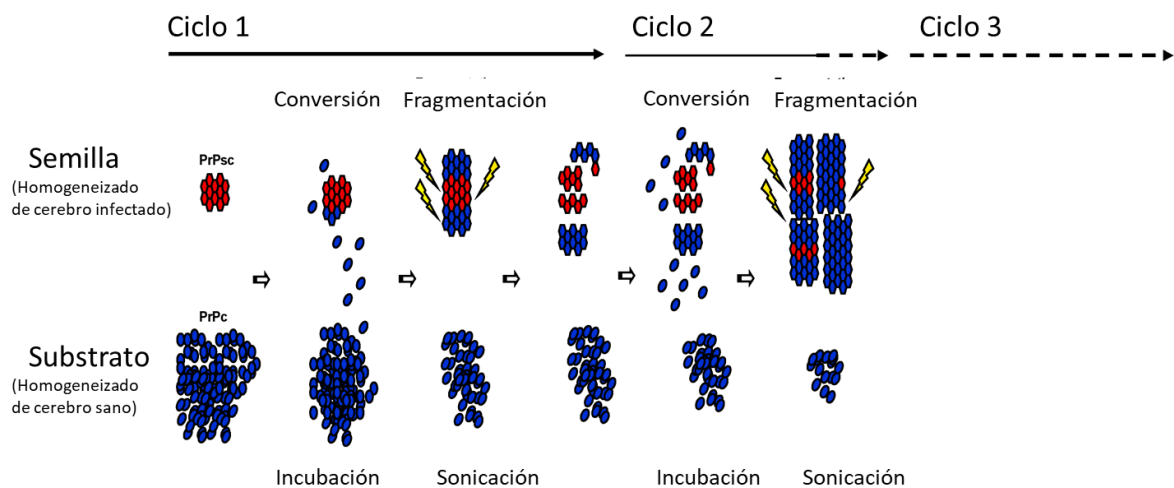 Ciclo 1
Ciclo 2
Ciclo 3
Conversión
Fragmentación
Conversión
Fragmentación
Semilla
(Homogeneizado
de cerebro infectado)
PrPsc
PrPc
Substrato
(Homogeneizado
de cerebro sano)
Incubación
Sonicación
Incubación
Sonicación